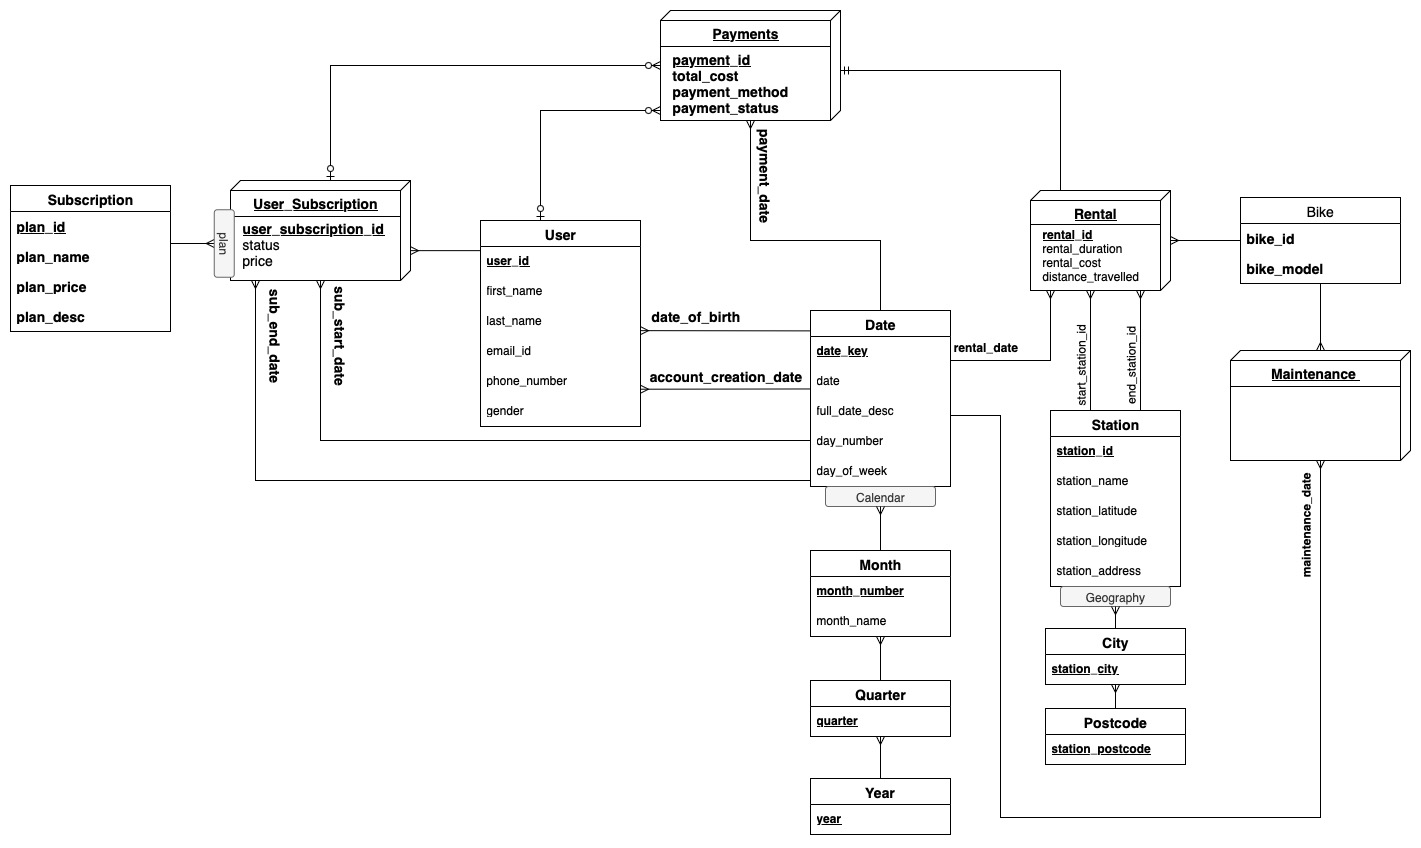 Payments
payment_id
total_cost
payment_method
payment_status
payment_date
Subscription
plan_id
plan_name
plan_price
plan_desc
plan
User_Subscription
user_subscription_id
status
price
sub_end_date
sub_start_date
User
user_id
first_name
last_name
email_id
phone_number
gender
date_of_birth
account_creation_date
Date
date_key
date
full_date_desc
day_number
day_of_week
Calendar
Month
month_number
month_name
Quarter
quarter
Year
year
rental_date
Rental
rental_id
rental_duration
rental_cost
distance_travelled
start_station_id
end_station_id
Station
station_id
station_name
station_latitude
station_longitude
station_address
Geography
City
station_city
Postcode
station_postcode
Bike
bike_id
bike_model
Maintenance
maintenance_date